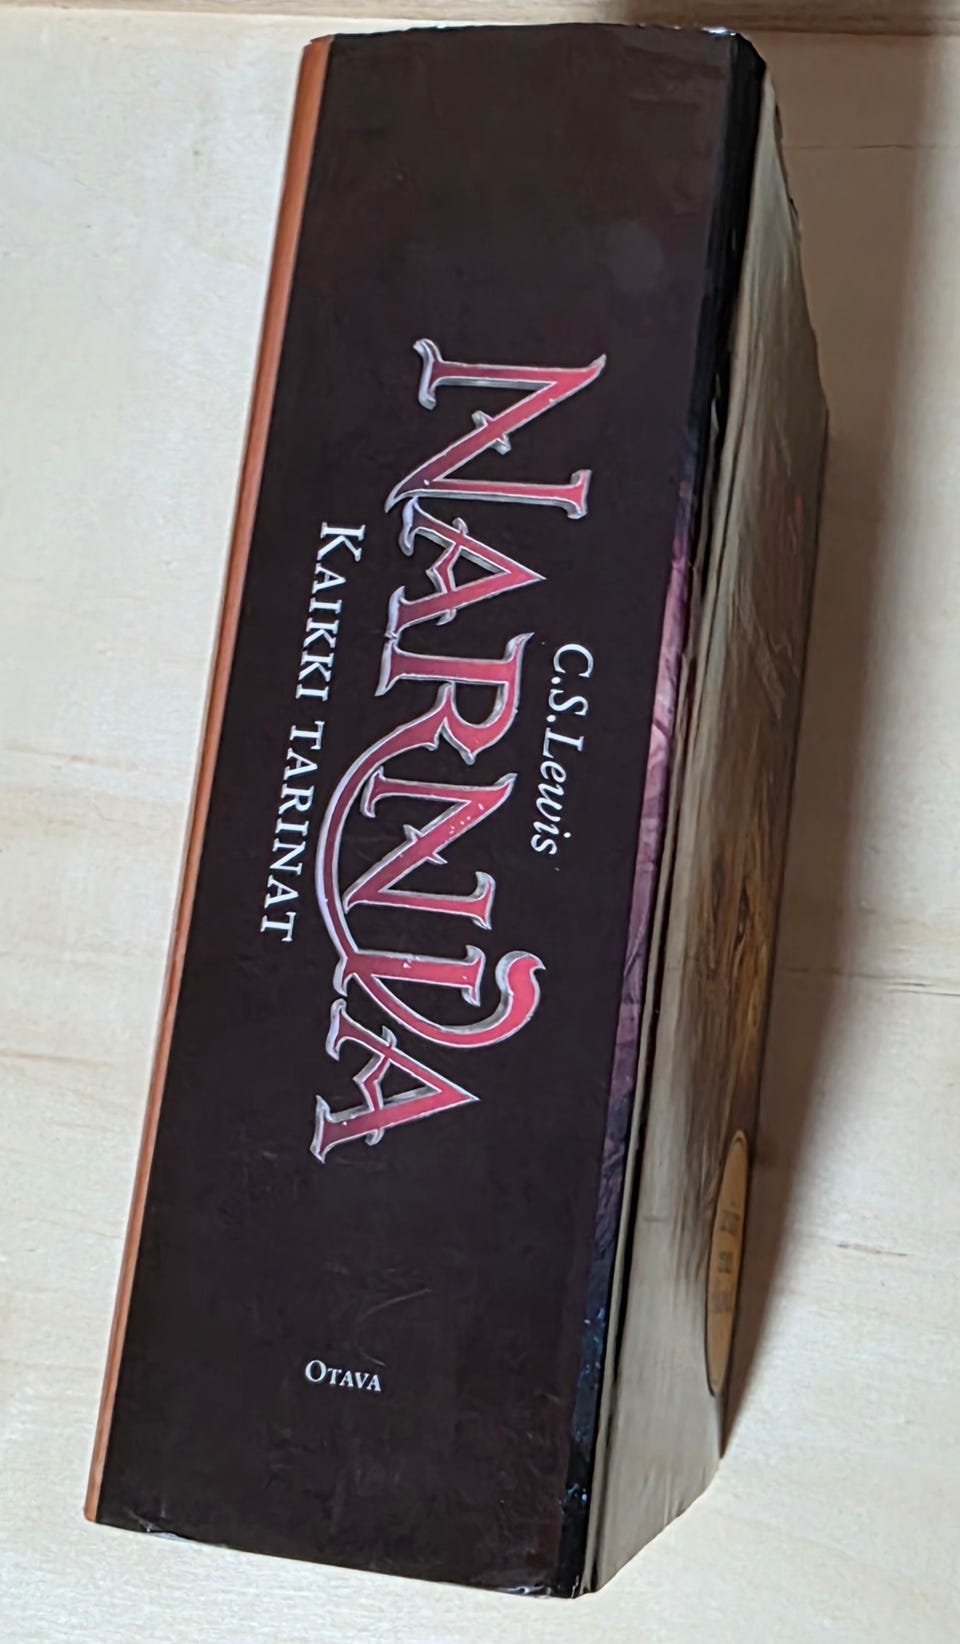 C.S.Lewis
NARNIA
KAIKKI TARINAT
OTAVA